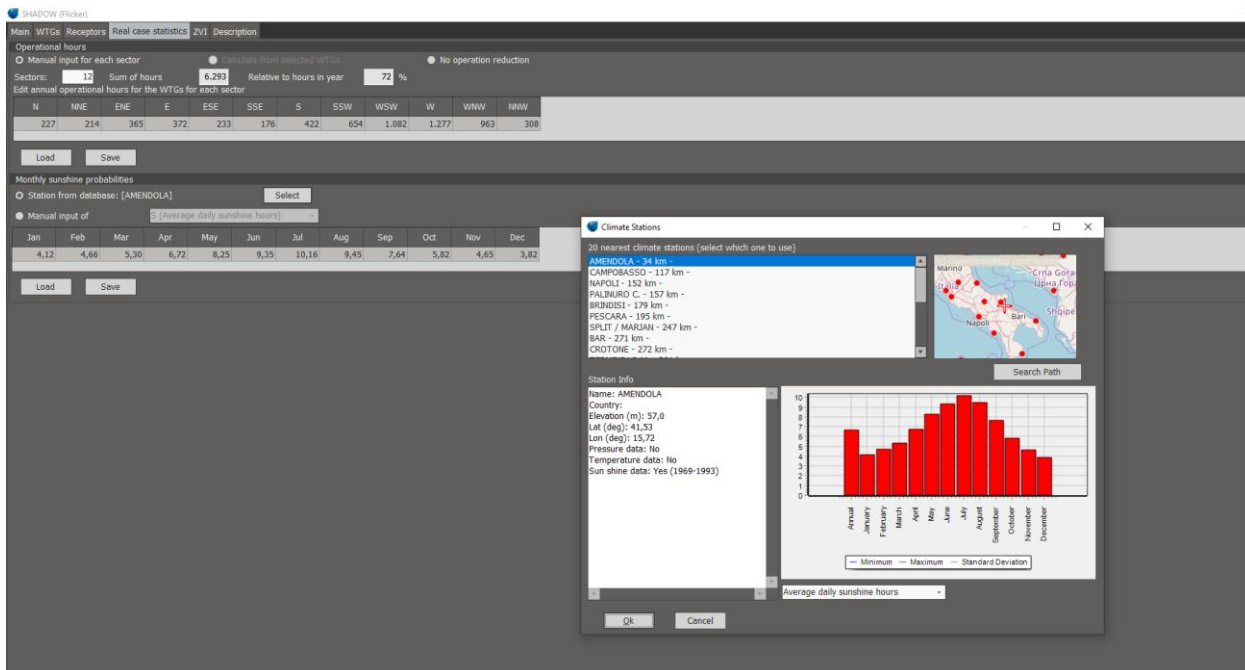 SHADOW (Flicker)
Main WTGs Receptors Real case statistics ZVI Description
Operational hours
Manual input for each sector Calculate from selected WTGs No operation reduction
Sectors: 12 Sum of hours 6.293 Relative to hours in year 72 %
Edit annual operational hours for the WTGs for each sector
N NNE ENE E ESE SSE S SSW WSW W WNW NNW
227 214 365 372 233 176 422 654 1.082 1.277 963 308
Load Save
Monthly sunshine probabilities
Station from database: [AMENDOLA] Select
Manual input of S (Average daily sunshine hours)
Jan Feb Mar Apr May Jun Jul Aug Sep Oct Nov Dec
4,12 4,66 5,30 6,72 8,25 9,35 10,16 9,45 7,64 5,82 4,65 3,82
Load Save
Climate Stations
20 nearest climate stations (select which one to use)
AMENDOLA - 34 km -
CAMPOBASSO - 117 km -
NAPOLI - 152 km -
PALINURO C. - 157 km -
BRINDISI - 179 km -
PESCARA - 195 km -
SPLIT / MARJAN - 247 km -
BAR - 271 km -
CROTONE - 272 km -
Marino
Crna Gora
Црна Гора
Italia
Shqipë
Bari
Napoli
Search Path
Station Info
Name: AMENDOLA
Country:
Elevation (m): 57,0
Lat (deg): 41,53
Lon (deg): 15,72
Pressure data: No
Temperature data: No
Sun shine data: Yes (1969-1993)
10
9
8
7
6
5
4
3
2
1
0
Annual January February March April May June July August September October November December
Minimum Maximum Standard Deviation
Average daily sunshine hours
Ok Cancel